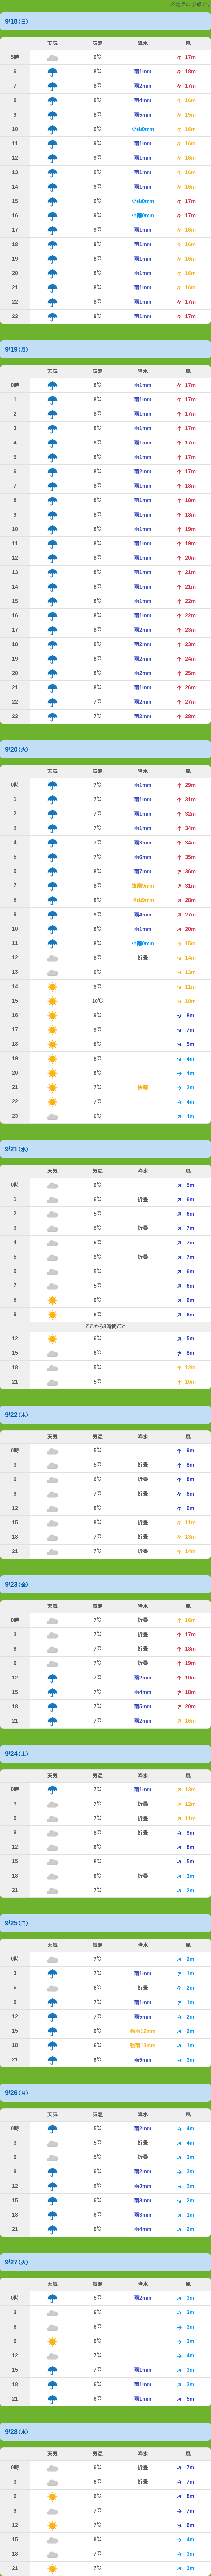 ※名岳の予報です
9/18（日）
天気 気温 降水 風
5時 9℃ 17m
6 8℃ 雨1mm 18m
7 8℃ 雨2mm 17m
8 8℃ 雨4mm 16m
9 9℃ 雨5mm 15m
10 9℃ 小雨0mm 16m
11 9℃ 雨1mm 16m
12 9℃ 雨1mm 16m
13 9℃ 雨1mm 16m
14 9℃ 雨1mm 16m
15 9℃ 小雨0mm 17m
16 9℃ 小雨0mm 17m
17 9℃ 雨1mm 16m
18 8℃ 雨1mm 16m
19 8℃ 雨1mm 16m
20 8℃ 雨1mm 16m
21 8℃ 雨1mm 16m
22 8℃ 雨1mm 17m
23 8℃ 雨1mm 17m
9/19（月）
天気 気温 降水 風
0時 8℃ 雨1mm 17m
1 8℃ 雨1mm 17m
2 8℃ 雨1mm 17m
3 8℃ 雨1mm 17m
4 8℃ 雨1mm 17m
5 8℃ 雨1mm 17m
6 8℃ 雨2mm 17m
7 8℃ 雨1mm 18m
8 8℃ 雨1mm 18m
9 8℃ 雨1mm 18m
10 8℃ 雨1mm 19m
11 8℃ 雨1mm 19m
12 8℃ 雨1mm 20m
13 8℃ 雨1mm 21m
14 8℃ 雨1mm 21m
15 8℃ 雨1mm 22m
16 8℃ 雨1mm 22m
17 8℃ 雨2mm 23m
18 8℃ 雨2mm 23m
19 8℃ 雨2mm 24m
20 8℃ 雨2mm 25m
21 8℃ 雨1mm 26m
22 7℃ 雨2mm 27m
23 7℃ 雨2mm 28m
9/20（火）
天気 気温 降水 風
0時 7℃ 雨1mm 29m
1 7℃ 雨1mm 31m
2 7℃ 雨1mm 32m
3 7℃ 雨1mm 34m
4 7℃ 雨3mm 34m
5 7℃ 雨6mm 35m
6 8℃ 雨7mm 36m
7 8℃ 強雨9mm 31m
8 8℃ 強雨9mm 28m
9 9℃ 雨4mm 27m
10 8℃ 雨1mm 20m
11 8℃ 小雨0mm 15m
12 8℃ 折曇 14m
13 9℃ 13m
14 9℃ 11m
15 10℃ 10m
16 9℃ 8m
17 9℃ 7m
18 8℃ 5m
19 8℃ 4m
20 8℃ 4m
21 7℃ 快晴 3m
22 7℃ 4m
23 6℃ 4m
9/21（水）
天気 気温 降水 風
0時 6℃ 5m
1 6℃ 折曇 6m
2 5℃ 6m
3 5℃ 折曇 7m
4 5℃ 7m
5 5℃ 折曇 7m
6 5℃ 6m
7 5℃ 6m
8 6℃ 6m
9 6℃ 6m
ここから3時間ごと
12 6℃ 5m
15 6℃ 8m
18 5℃ 12m
21 5℃ 10m
9/22（木）
天気 気温 降水 風
0時 5℃ 9m
3 5℃ 折曇 8m
6 6℃ 折曇 8m
9 7℃ 折曇 8m
12 8℃ 9m
15 8℃ 折曇 11m
18 7℃ 折曇 12m
21 7℃ 折曇 14m
9/23（金）
天気 気温 降水 風
0時 7℃ 折曇 16m
3 7℃ 折曇 17m
6 7℃ 折曇 18m
9 8℃ 折曇 19m
12 7℃ 雨2mm 19m
15 7℃ 雨4mm 18m
18 7℃ 雨5mm 20m
21 7℃ 雨2mm 16m
9/24（土）
天気 気温 降水 風
0時 7℃ 雨1mm 13m
3 7℃ 折曇 12m
6 7℃ 折曇 11m
9 8℃ 折曇 9m
12 8℃ 8m
15 8℃ 5m
18 8℃ 折曇 3m
21 7℃ 2m
9/25（日）
天気 気温 降水 風
0時 7℃ 2m
3 7℃ 雨1mm 1m
6 6℃ 折曇 2m
9 7℃ 雨1mm 1m
12 7℃ 雨5mm 2m
15 6℃ 強雨12mm 2m
18 6℃ 強雨13mm 1m
21 6℃ 雨5mm 3m
9/26（月）
天気 気温 降水 風
0時 5℃ 雨2mm 4m
3 5℃ 折曇 4m
6 5℃ 折曇 3m
9 6℃ 雨2mm 3m
12 6℃ 雨3mm 3m
15 6℃ 雨3mm 2m
18 6℃ 雨3mm 1m
21 6℃ 雨4mm 2m
9/27（火）
天気 気温 降水 風
0時 5℃ 雨2mm 3m
3 6℃ 3m
6 6℃ 3m
9 6℃ 3m
12 7℃ 4m
15 7℃ 雨1mm 3m
18 6℃ 雨1mm 3m
21 6℃ 雨1mm 5m
9/28（水）
天気 気温 降水 風
0時 6℃ 折曇 7m
3 6℃ 折曇 7m
6 6℃ 8m
9 7℃ 7m
12 7℃ 6m
15 8℃ 4m
18 7℃ 3m
21 7℃ 3m